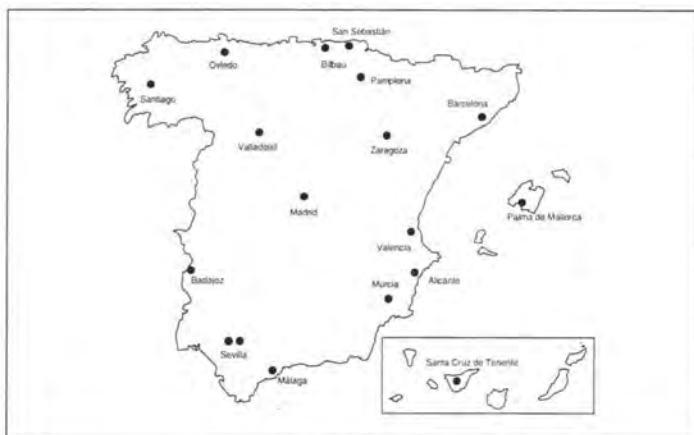 San Sebastián
Oviedo
Bilbau
Pamplona
Santiago
Barcelona
Valladolid
Zaragoza
Madrid
Palma de Mallorca
Valencia
Badajoz
Murcia
Alicante
Sevilla
Málaga
Santa Cruz de Tenerife